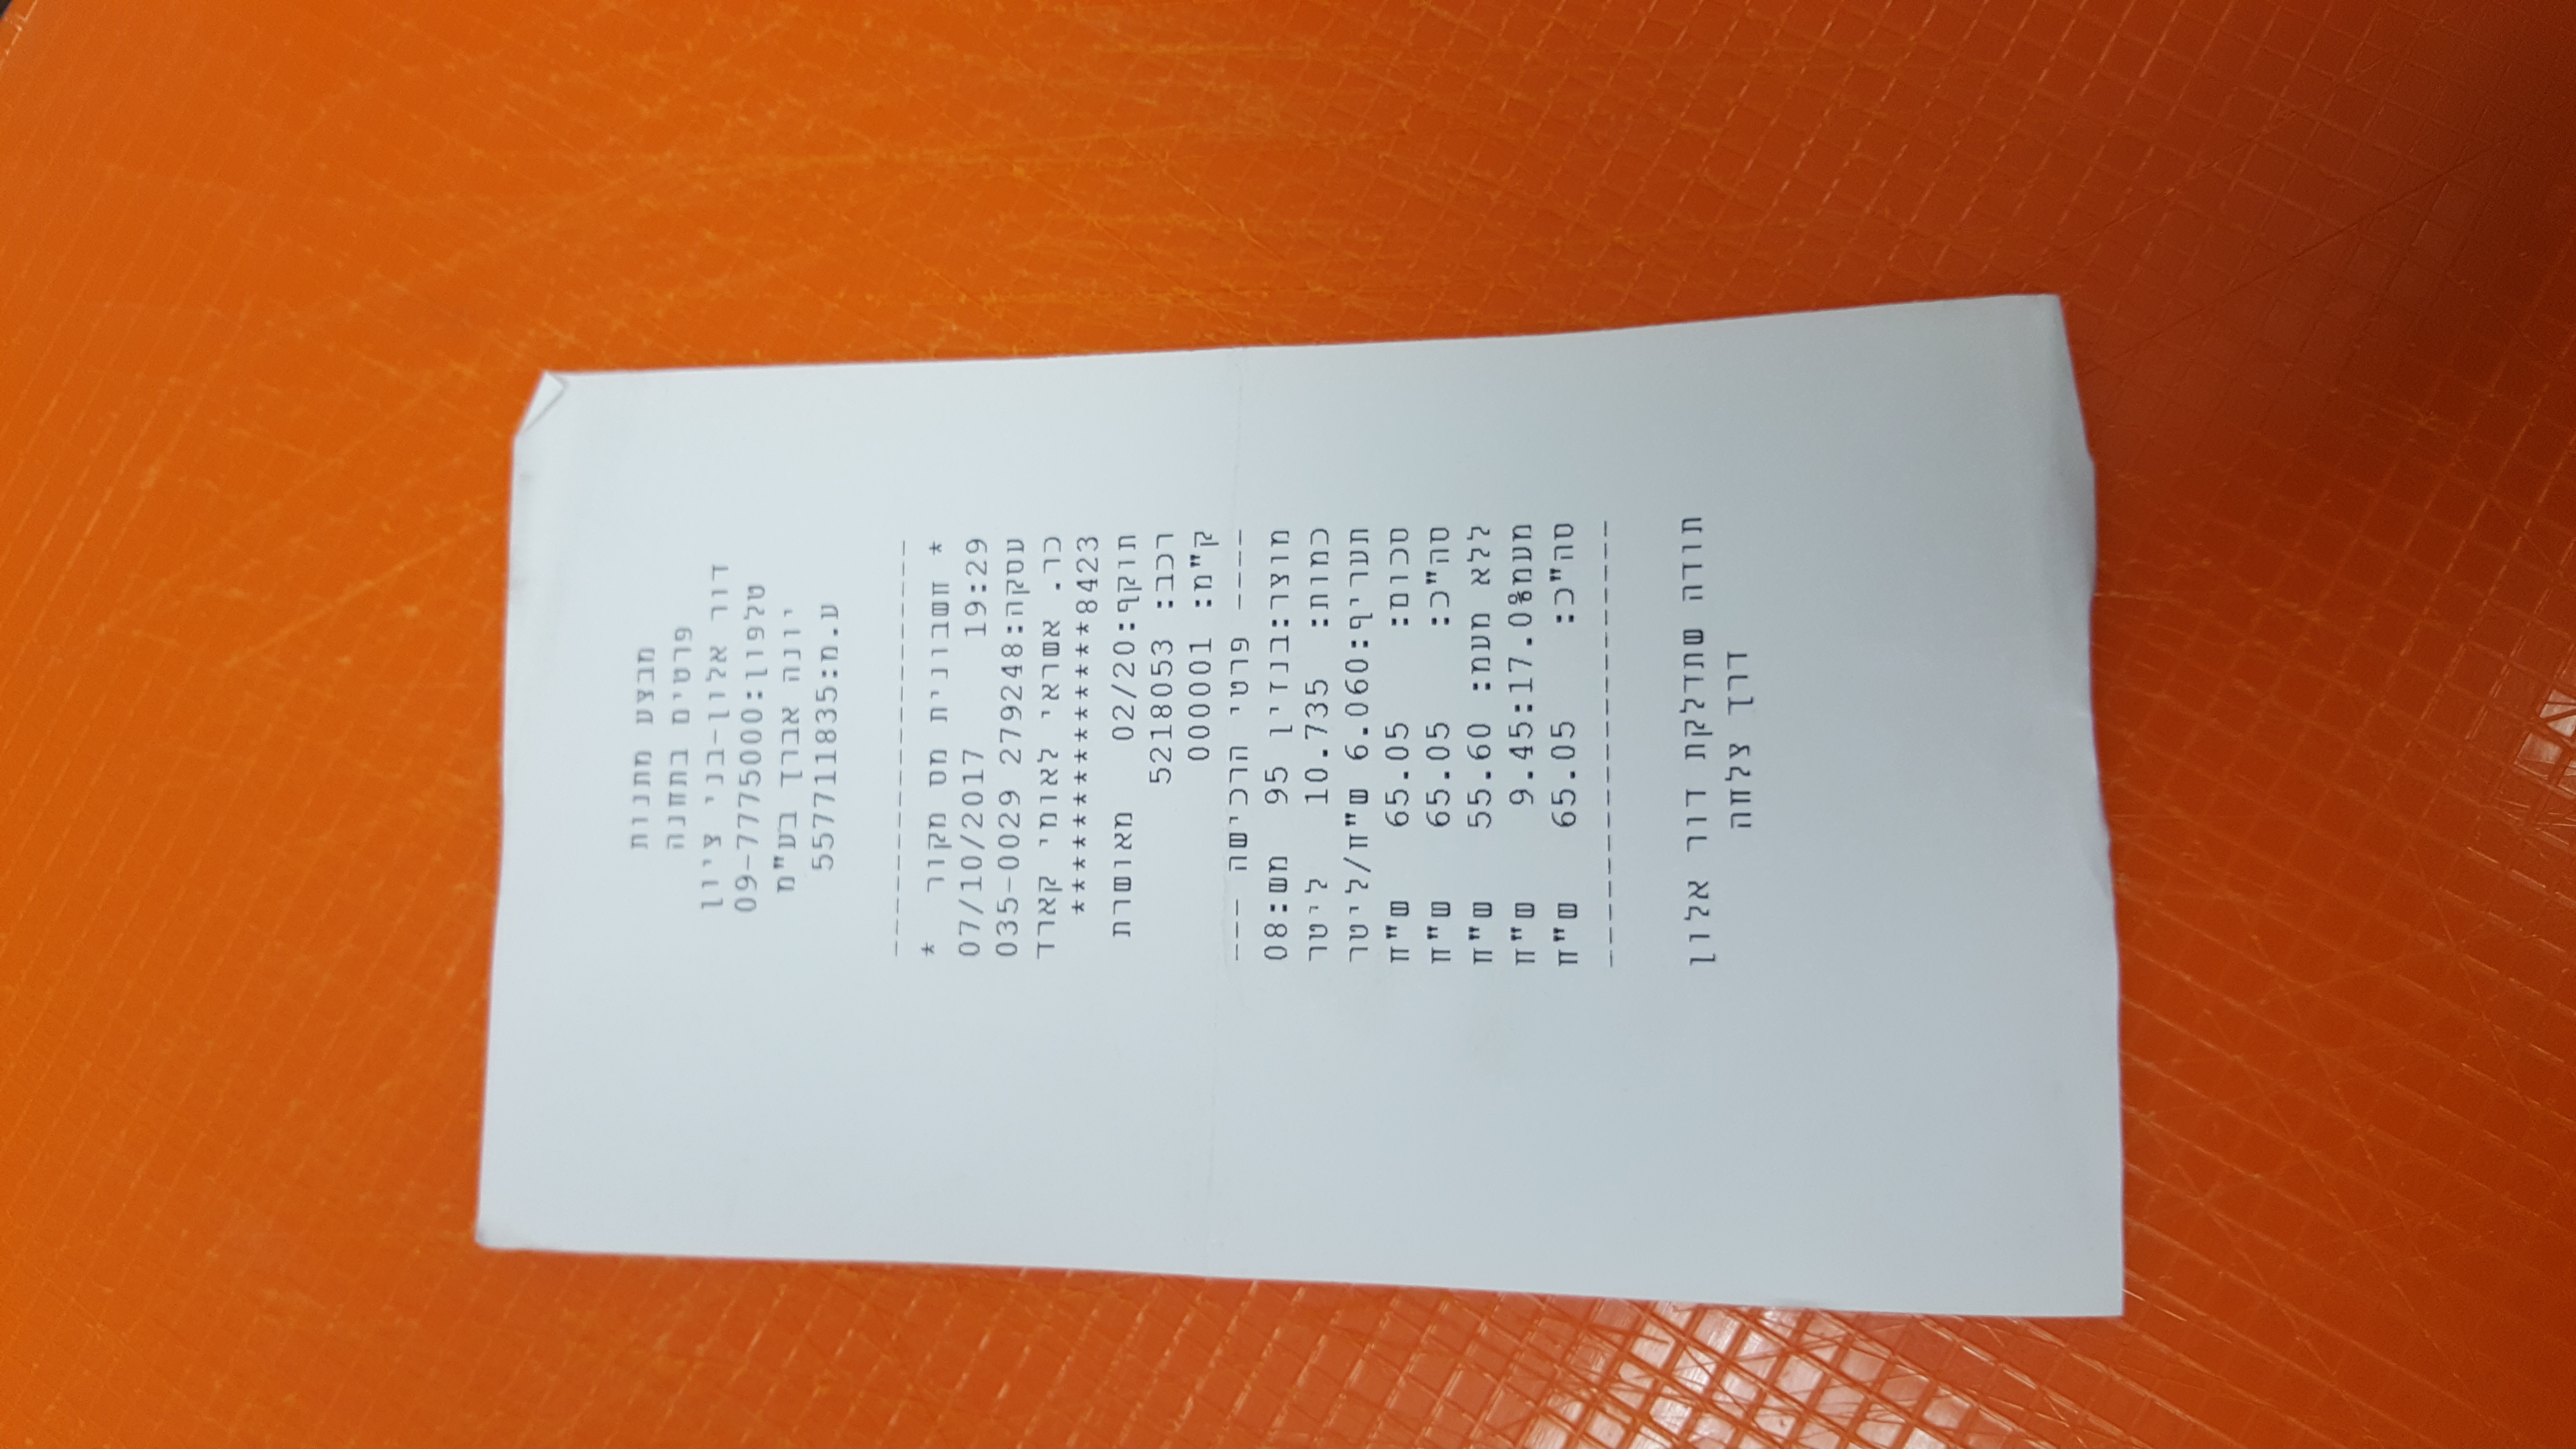 מבצע מתנות
פרטים בתחנה
דור אלון-בני ציון
טלפון:09-7775000
יונה אברך בע"מ
ע.מ:557711835
--------------------
* חשבונית מס מקור *
19:29 07/10/2017
עסקה:279248 035-0029
כר. אשראי לאומי קארד
**************8423
תוקף:02/20 מאושרת
רכב: 5218053
ק"מ: 000001
---- פרטי הרכישה ---
מוצר:בנזין 95 מש:08
כמות: 10.735 ליטר
תעריף:6.060 ש"ח/ליטר
סכום: 65.05 ש"ח
סה"כ: 65.05 ש"ח
ללא מעמ: 55.60 ש"ח
מעמ%17.0:9.45 ש"ח
סה"כ: 65.05 ש"ח
--------------------
תודה שתדלקת דור אלון
דרך צלחה